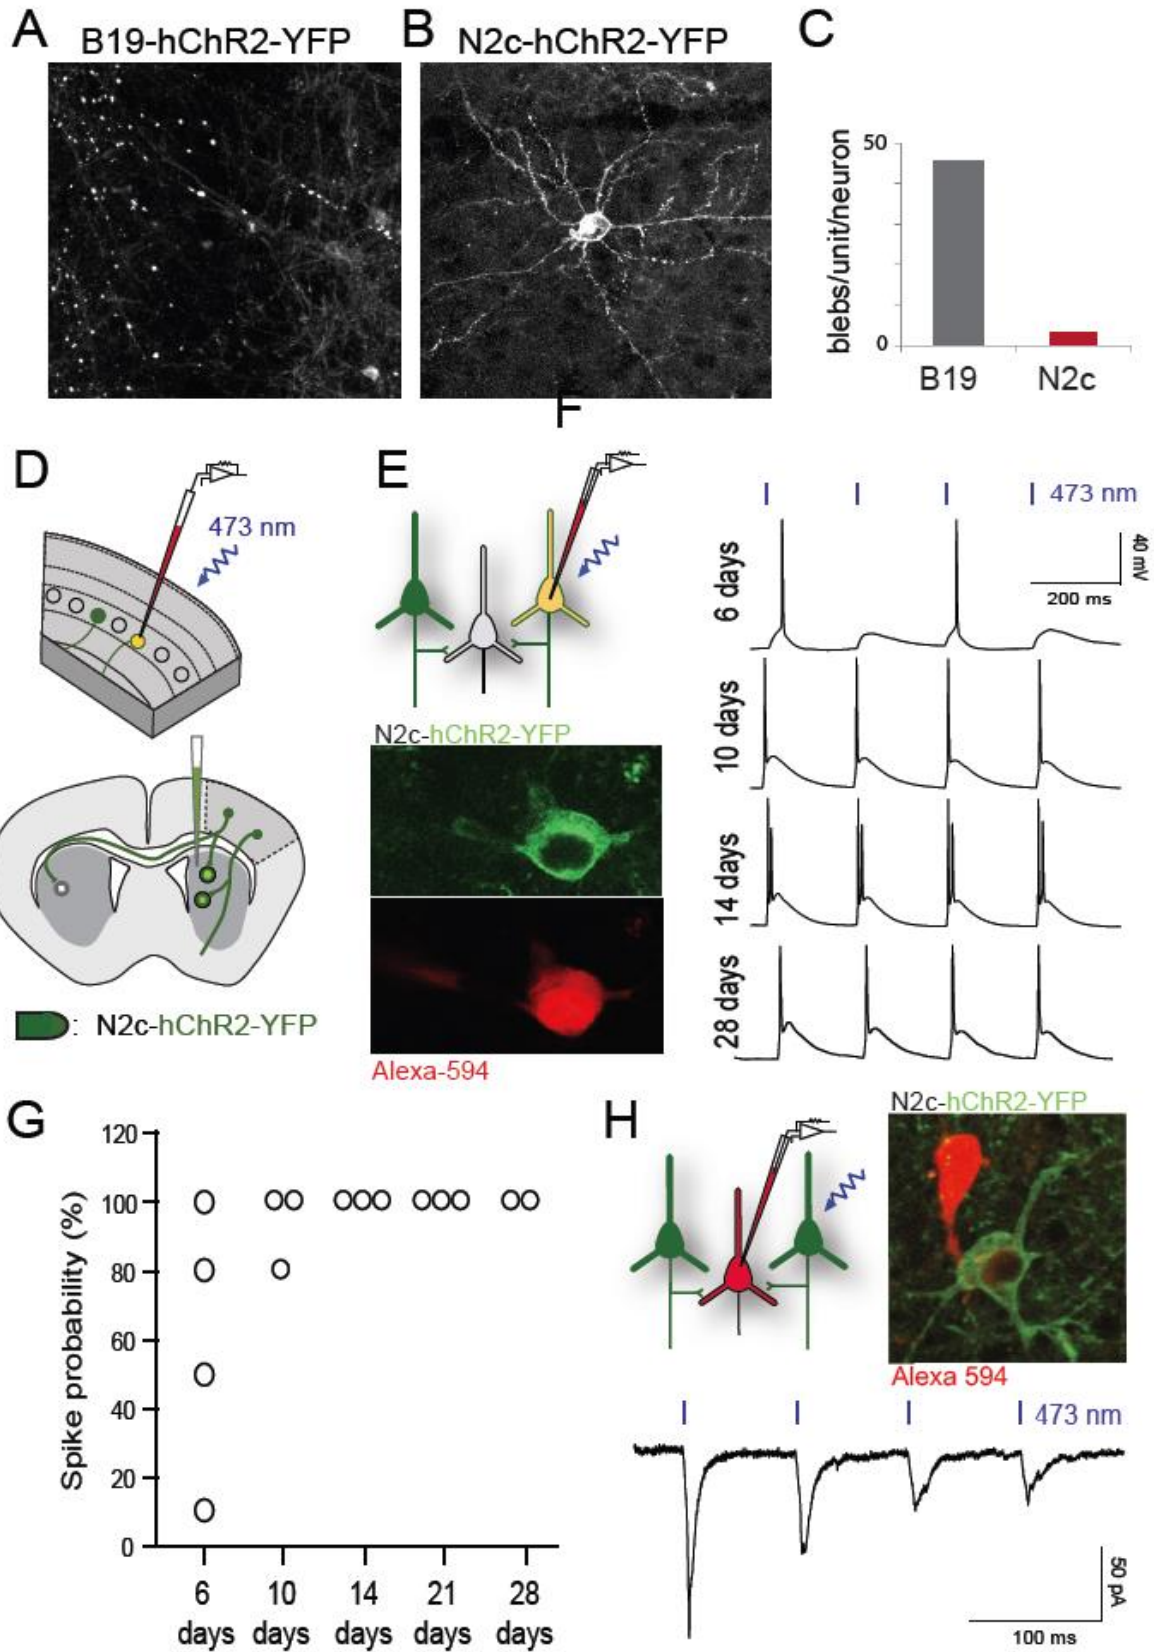 A B19-hChR2-YFP
B N2c-hChR2-YFP
C
50
0
blebs/unit/neuron
B19 N2c
F
D
473 nm
N2c-hChR2-YFP
E
N2c-hChR2-YFP
Alexa-594
473 nm
40 mV
200 ms
6 days
10 days
14 days
28 days
G
120
100
80
60
40
20
0
Spike probability (%)
6 10 14 21 28
days days days days days
H
N2c-hChR2-YFP
Alexa 594
473 nm
50 pA
100 ms